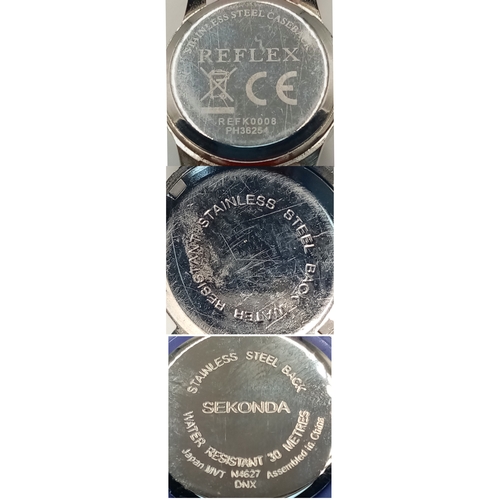 STAINLESS STEEL CASEBACK
REFLEX
CE
REFK0008
PH36254
STAINLESS STEEL BACK WATER RESISTANT
STAINLESS STEEL BACK
SEKONDA
WATER RESISTANT 30 METRES
Japan MVT N4627 Assembled in China
DNX